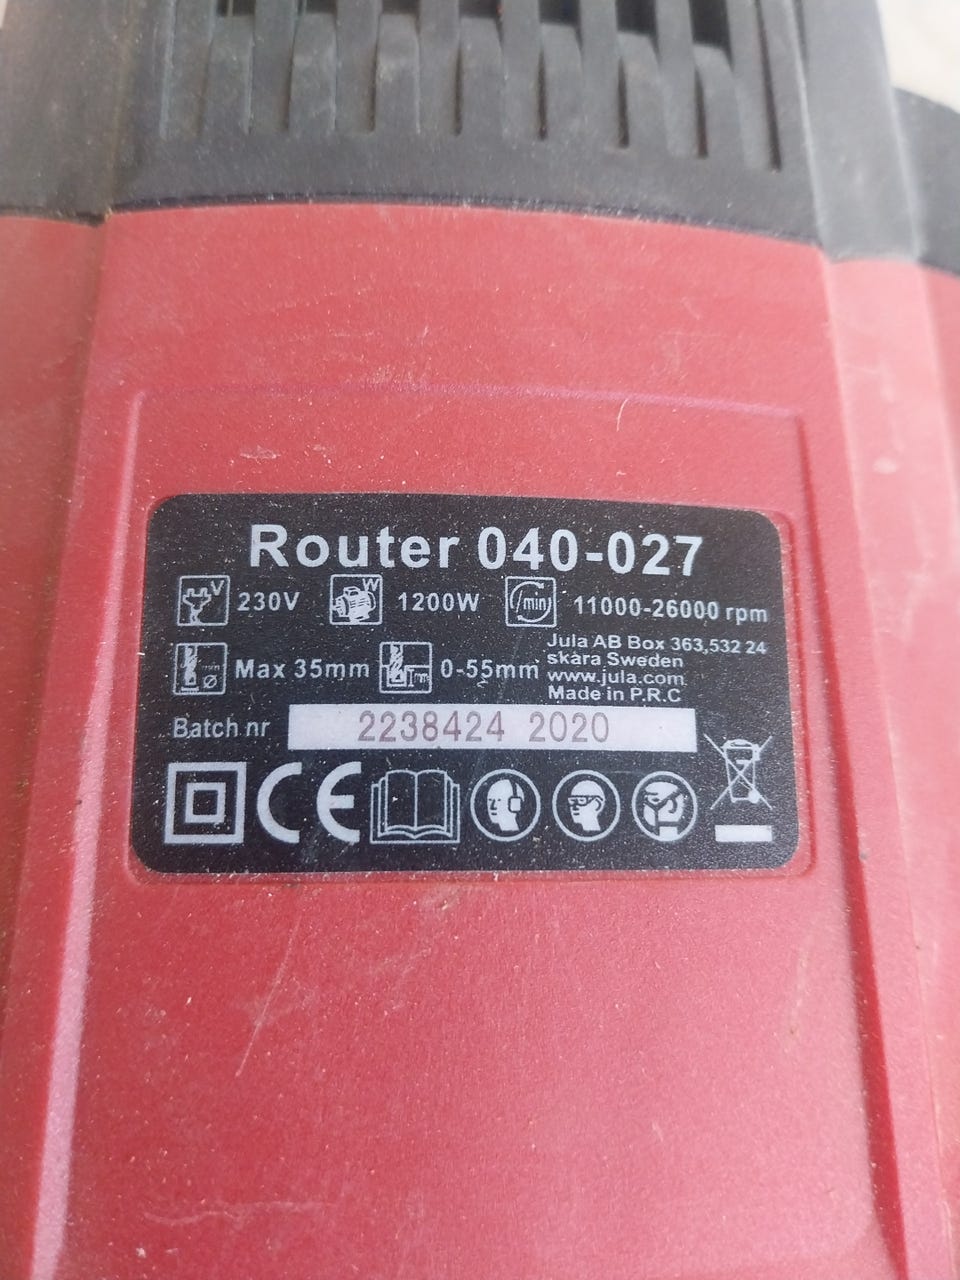 Router 040-027
V 230V W 1200W /min 11000-26000 rpm
Max 35mm 0-55mm
Jula AB Box 363,532 24
skara Sweden
www.jula.com
Made in P.R.C
Batch nr 2238424 2020
CE